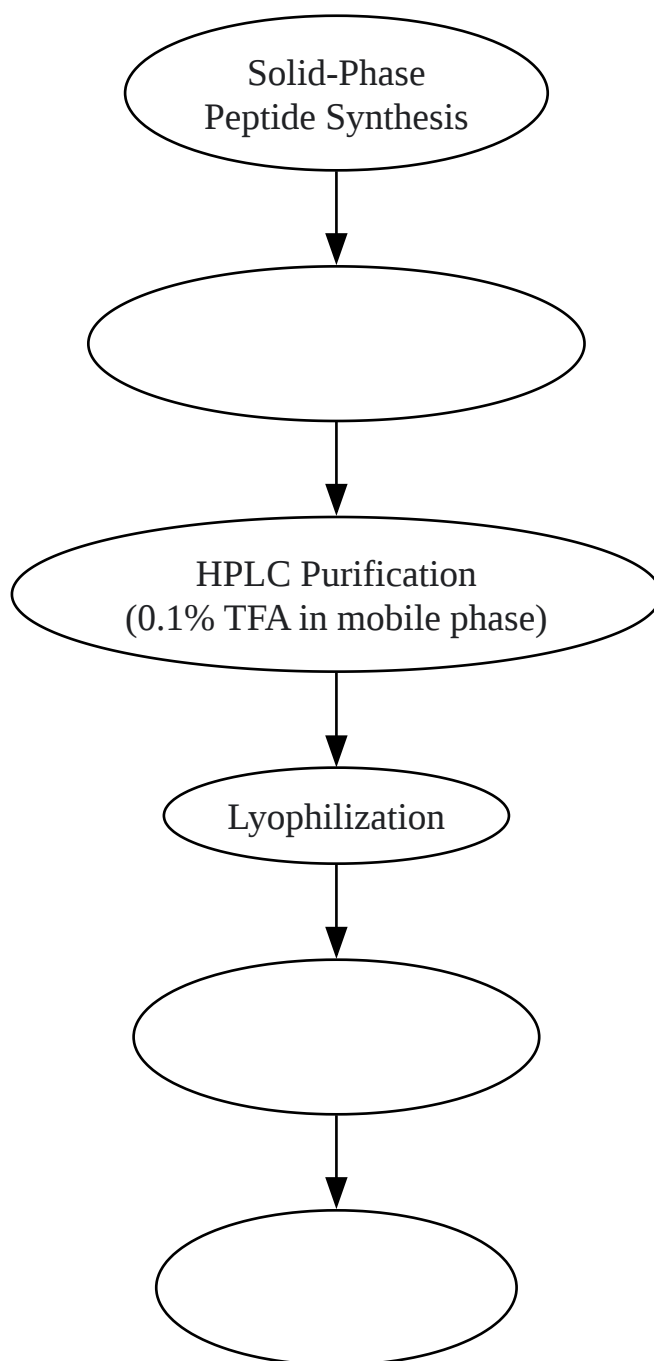 Solid-Phase
Peptide Synthesis
HPLC Purification
(0.1% TFA in mobile phase)
Lyophilization